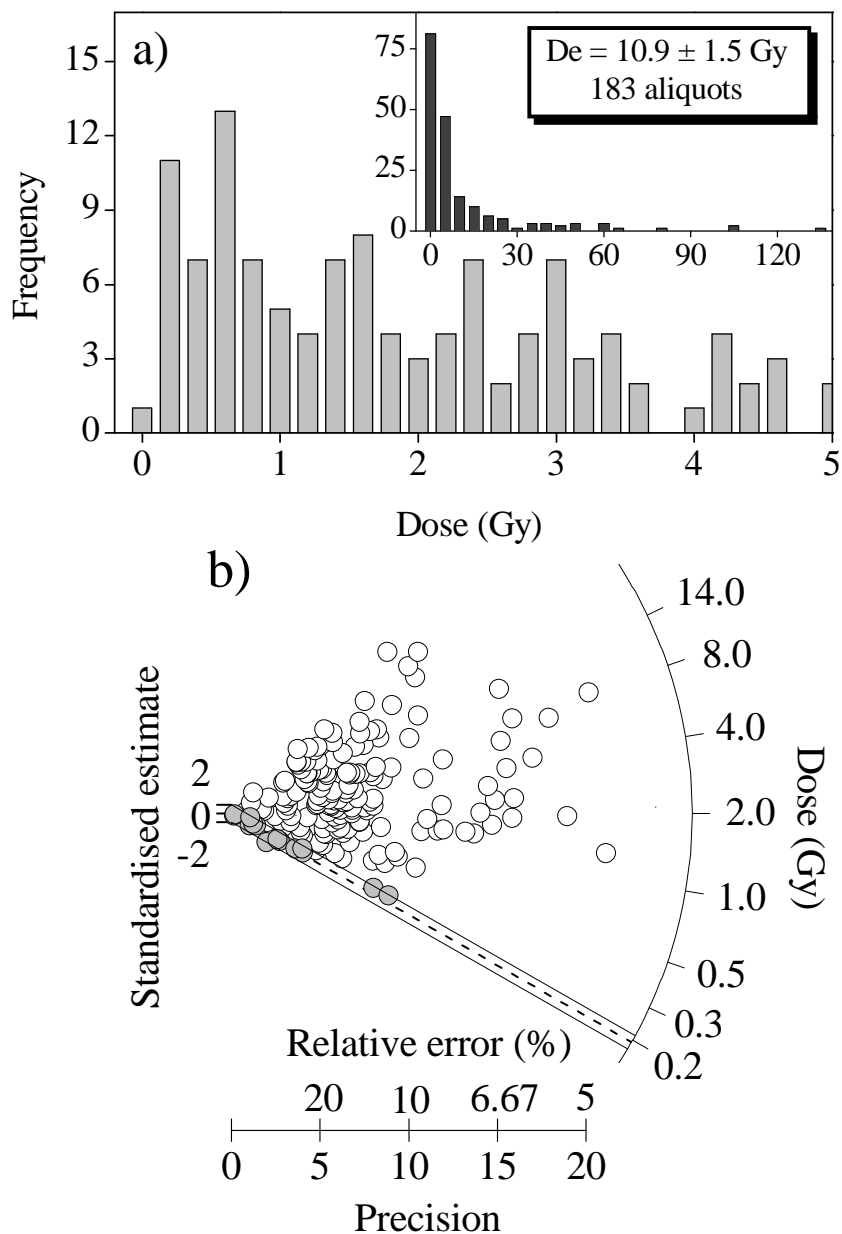 a)
De = 10.9 ± 1.5 Gy
183 aliquots
75
50
25
0
0 30 60 90 120
15
12
9
6
3
0
Frequency
0 1 2 3 4 5
Dose (Gy)
b)
14.0
8.0
4.0
2.0
1.0
0.5
0.3
0.2
Dose (Gy)
Standardised estimate
2
0
-2
Relative error (%)
20 10 6.67 5
0 5 10 15 20
Precision